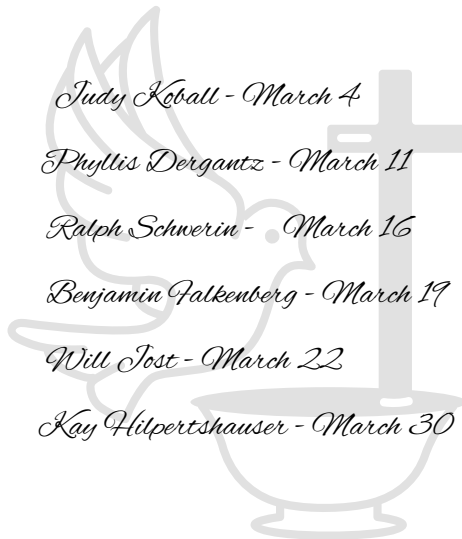 Judy Koball - March 4
Phyllis Dergantz - March 11
Ralph Schwerin - March 16
Benjamin Falkenberg - March 19
Will Jost - March 22
Kay Hilpertshauser - March 30